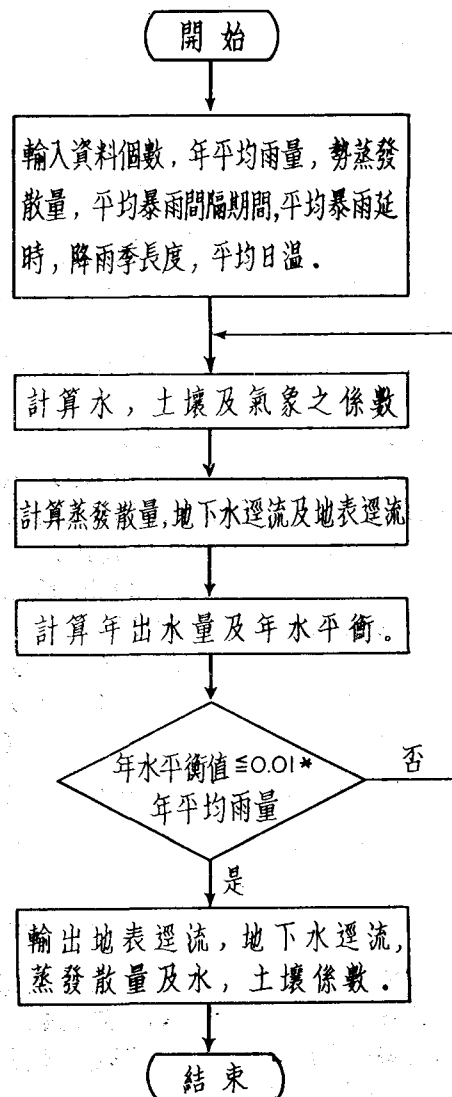 開始
輸入資料個數，年平均雨量，勢蒸發
散量，平均暴雨間隔期間，平均暴雨延
時，降雨季長度，平均日温．
計算水，土壤及氣象之係數
計算蒸發散量，地下水逕流及地表逕流
計算年出水量及年水平衡。
年水平衡值≦0.01*
年平均雨量
否
是
輸出地表逕流，地下水逕流，
蒸發散量及水，土壤係數．
結束